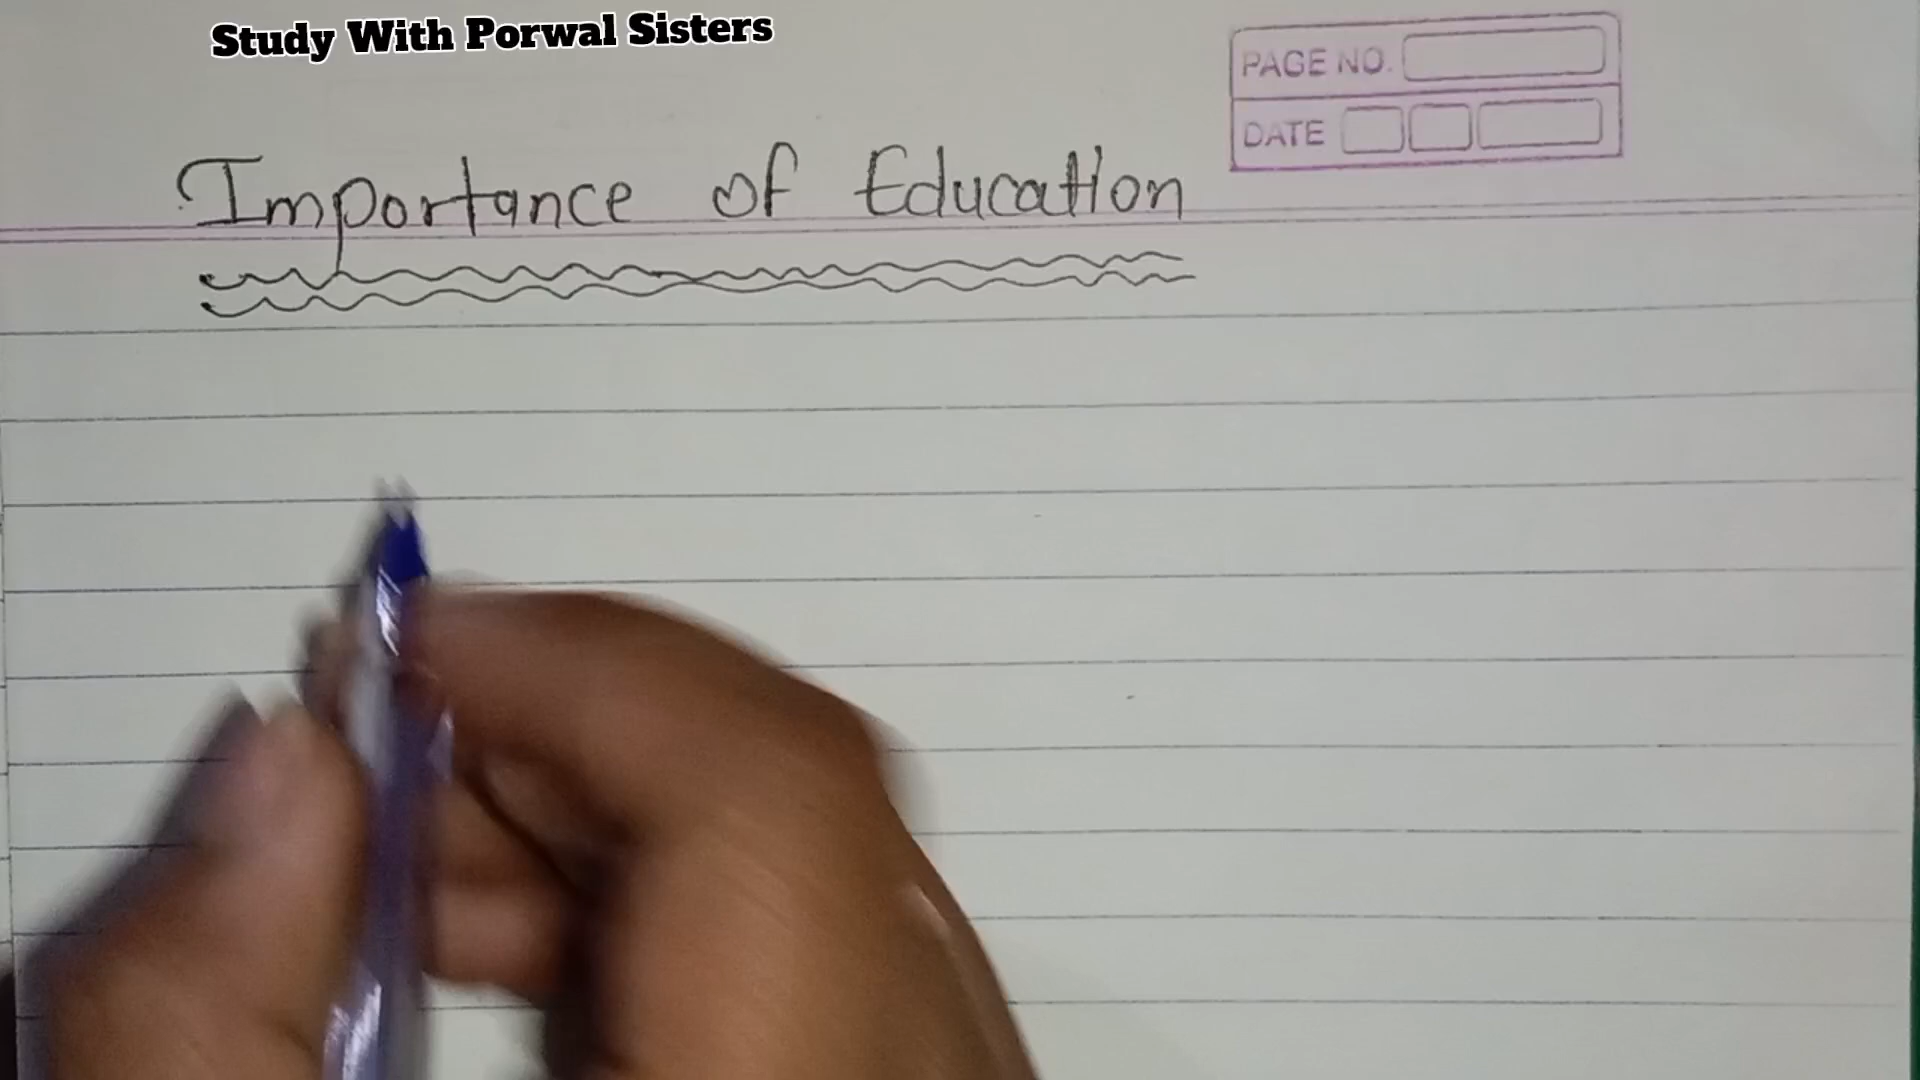 Study With Porwal Sisters
PAGE NO.
DATE
Importance of Education